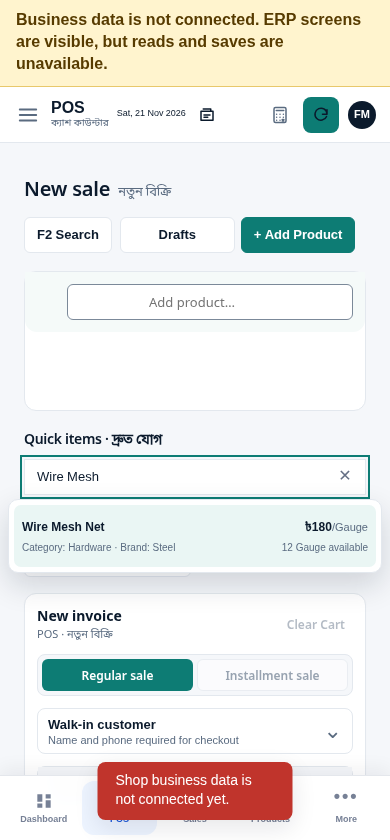 Business data is not connected. ERP screens
are visible, but reads and saves are
unavailable.
POS
ক্যাশ কাউন্টার
Sat, 21 Nov 2026
FM
New sale নতুন বিক্রি
F2 Search
Drafts
+ Add Product
Add product...
Quick items · দ্রুত যোগ
Wire Mesh
Wire Mesh Net
৳180/Gauge
Category: Hardware · Brand: Steel
12 Gauge available
New invoice
POS · নতুন বিক্রি
Clear Cart
Regular sale
Installment sale
Walk-in customer
Name and phone required for checkout
Shop business data is
not connected yet.
Dashboard
More